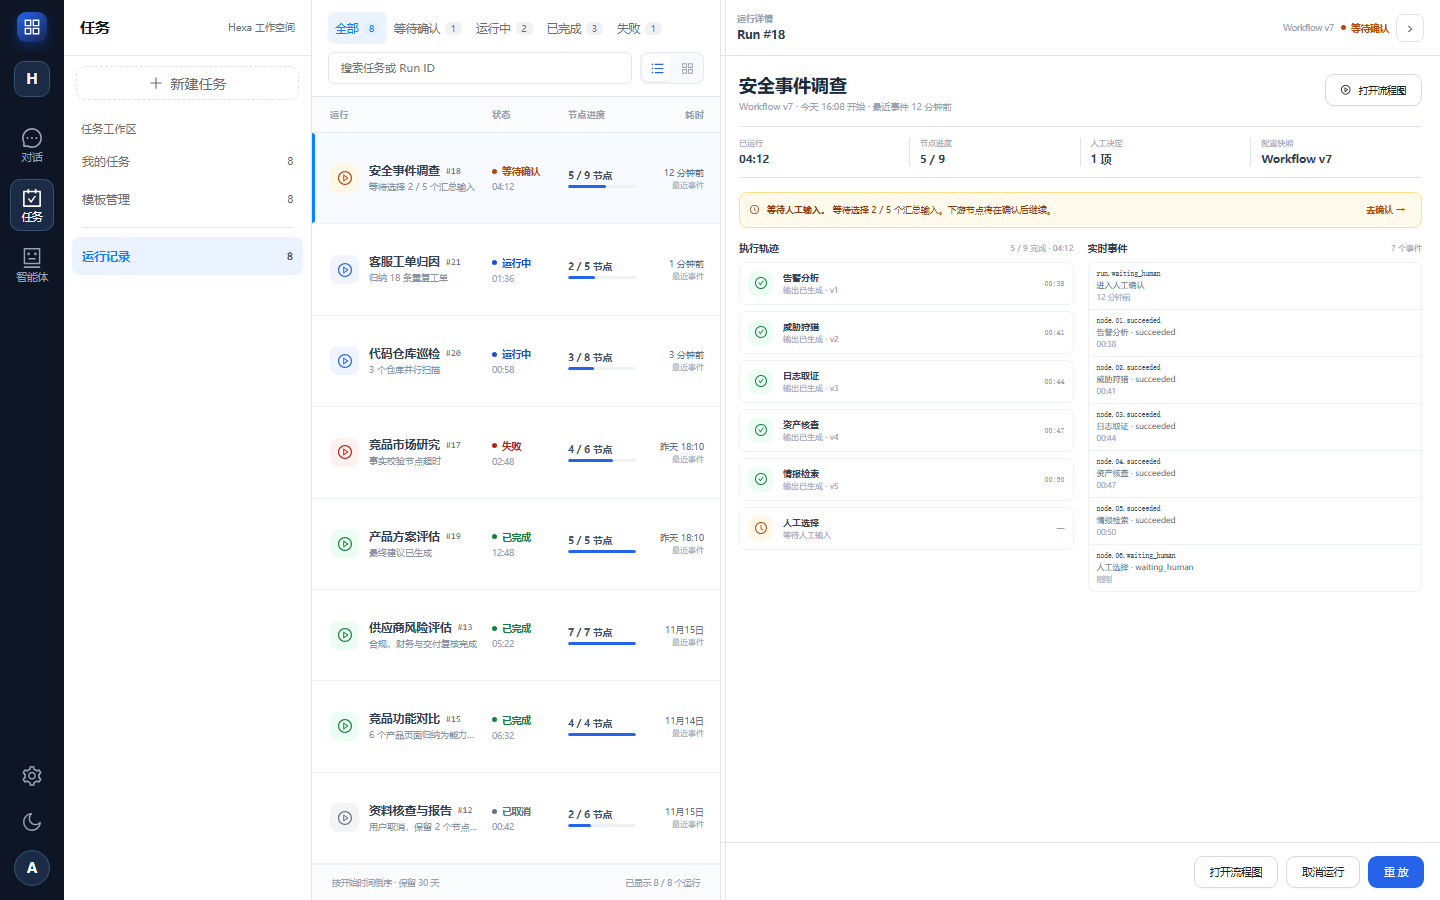 H
对话
任务
智能体
A
任务
Hexa 工作空间
新建任务
任务工作区
我的任务 8
模板管理 8
运行记录 8
全部 8 等待确认 1 运行中 2 已完成 3 失败 1
搜索任务或 Run ID
运行 状态 节点进度 耗时
安全事件调查 #18 等待确认 5 / 9 节点 12 分钟前
等待选择 2 / 5 个汇总输入 04:12 最近事件
客服工单归因 #21 运行中 2 / 5 节点 1 分钟前
归纳 18 条重复工单 01:36 最近事件
代码仓库巡检 #20 运行中 3 / 8 节点 3 分钟前
3 个仓库并行扫描 00:58 最近事件
竞品市场研究 #17 失败 4 / 6 节点 昨天 18:10
事实校验节点超时 02:48 最近事件
产品方案评估 #19 已完成 5 / 5 节点 昨天 18:10
最终建议已生成 12:48 最近事件
供应商风险评估 #13 已完成 7 / 7 节点 11月15日
合规、财务与交付复核完成 05:22 最近事件
竞品功能对比 #15 已完成 4 / 4 节点 11月14日
6 个产品页面归纳为能力... 06:32 最近事件
资料核查与报告 #12 已取消 2 / 6 节点 11月15日
用户取消，保留 2 个节点... 00:42 最近事件
按开始时间倒序 · 保留 30 天 已显示 8 / 8 个运行
运行详情
Run #18
Workflow v7 等待确认
安全事件调查
Workflow v7 · 今天 16:08 开始 · 最近事件 12 分钟前
打开流程图
已运行 节点进度 人工决定 配置快照
04:12 5 / 9 1 项 Workflow v7
等待人工输入。 等待选择 2 / 5 个汇总输入。下游节点将在确认后继续。 去确认 →
执行轨迹 5 / 9 完成 · 04:12
告警分析 00:38
输出已生成 · v1
威胁狩猎 00:41
输出已生成 · v2
日志取证 00:44
输出已生成 · v3
资产核查 00:47
输出已生成 · v4
情报检索 00:50
输出已生成 · v5
人工选择 —
等待人工输入
实时事件 7 个事件
run.waiting_human
进入人工确认
12 分钟前
node.01.succeeded
告警分析 · succeeded
00:38
node.02.succeeded
威胁狩猎 · succeeded
00:41
node.03.succeeded
日志取证 · succeeded
00:44
node.04.succeeded
资产核查 · succeeded
00:47
node.05.succeeded
情报检索 · succeeded
00:50
node.06.waiting_human
人工选择 · waiting_human
刚刚
打开流程图 取消运行 重放